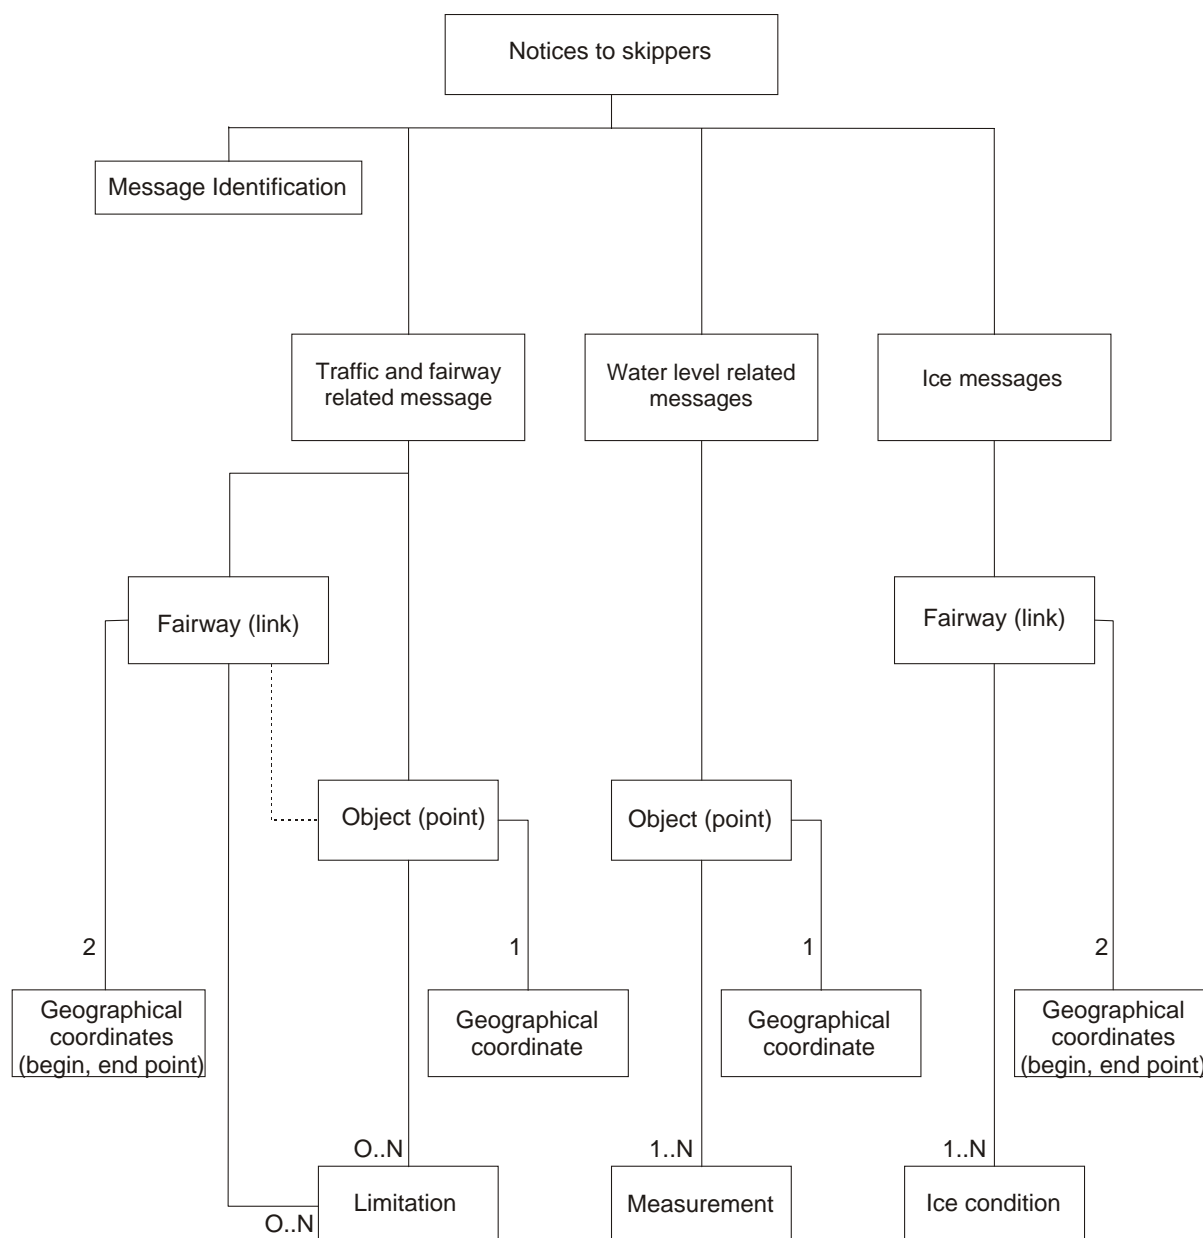 Notices to skippers
Message Identification
Traffic and fairway
related message
Water level related
messages
Ice messages
Fairway (link)
Fairway (link)
Object (point)
Object (point)
2
1
1
2
Geographical
coordinates
(begin, end point)
Geographical
coordinate
Geographical
coordinate
Geographical
coordinates
(begin, end point)
O..N
1..N
1..N
Limitation
Measurement
Ice condition
O..N